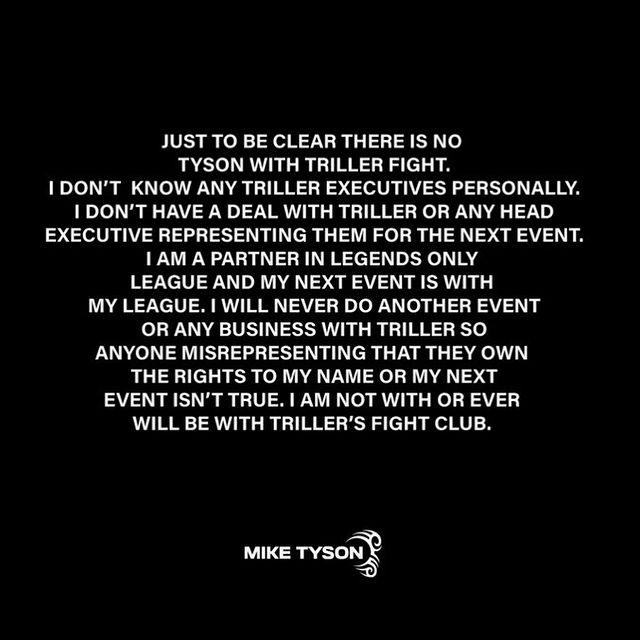 JUST TO BE CLEAR THERE IS NO
TYSON WITH TRILLER FIGHT.
I DON'T KNOW ANY TRILLER EXECUTIVES PERSONALLY.
I DON'T HAVE A DEAL WITH TRILLER OR ANY HEAD
EXECUTIVE REPRESENTING THEM FOR THE NEXT EVENT.
I AM A PARTNER IN LEGENDS ONLY
LEAGUE AND MY NEXT EVENT IS WITH
MY LEAGUE. I WILL NEVER DO ANOTHER EVENT
OR ANY BUSINESS WITH TRILLER SO
ANYONE MISREPRESENTING THAT THEY OWN
THE RIGHTS TO MY NAME OR MY NEXT
EVENT ISN'T TRUE. I AM NOT WITH OR EVER
WILL BE WITH TRILLER'S FIGHT CLUB.
MIKE TYSON